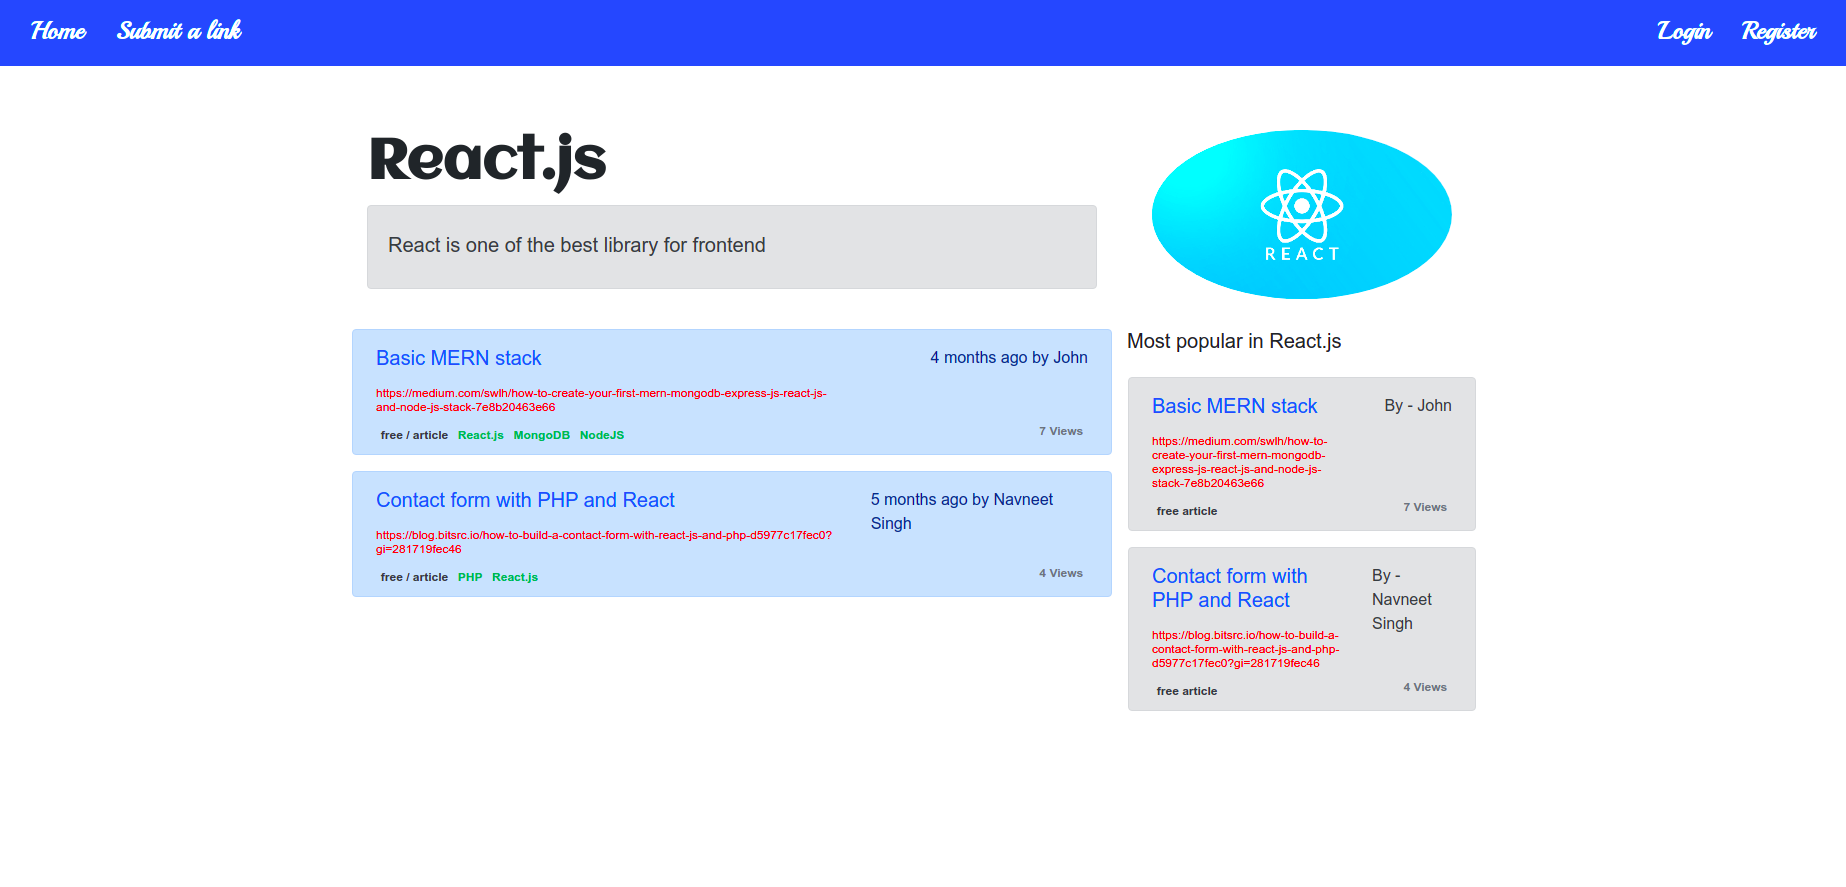 Home Submit a link Login Register
React.js
React is one of the best library for frontend
REACT
Basic MERN stack 4 months ago by John
https://medium.com/swlh/how-to-create-your-first-mern-mongodb-express-js-react-js-
and-node-js-stack-7e8b20463e66
free / article React.js MongoDB NodeJS 7 Views
Contact form with PHP and React 5 months ago by Navneet
Singh
https://blog.bitsrc.io/how-to-build-a-contact-form-with-react-js-and-php-d5977c17fec0?
gi=281719fec46
free / article PHP React.js 4 Views
Most popular in React.js
Basic MERN stack By - John
https://medium.com/swlh/how-to-
create-your-first-mern-mongodb-
express-js-react-js-and-node-js-
stack-7e8b20463e66
free article 7 Views
Contact form with By -
PHP and React Navneet
Singh
https://blog.bitsrc.io/how-to-build-a-
contact-form-with-react-js-and-php-
d5977c17fec0?gi=281719fec46
free article 4 Views